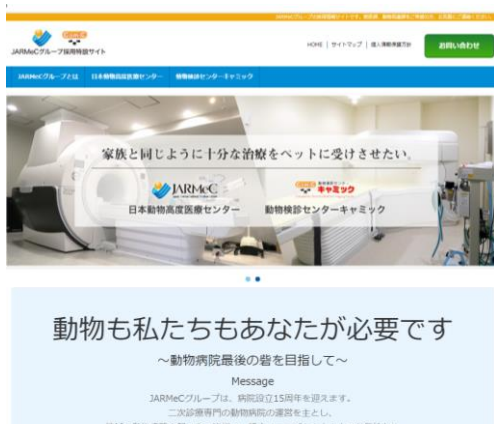 JARMeCグループ採用特設サイト
HOME | サイトマップ | 個人情報保護方針
お問い合わせ
JARMeCグループとは 日本動物高度医療センター 動物検診センターキャミック
家族と同じように十分な治療をペットに受けさせたい。
JARMeC
キャミック
日本動物高度医療センター 動物検診センターキャミック
動物も私たちもあなたが必要です
~動物病院最後の砦を目指して~
Message
JARMeCグループは、病院設立15周年を迎えます。
二次診療専門の動物病院の運営を主とし、